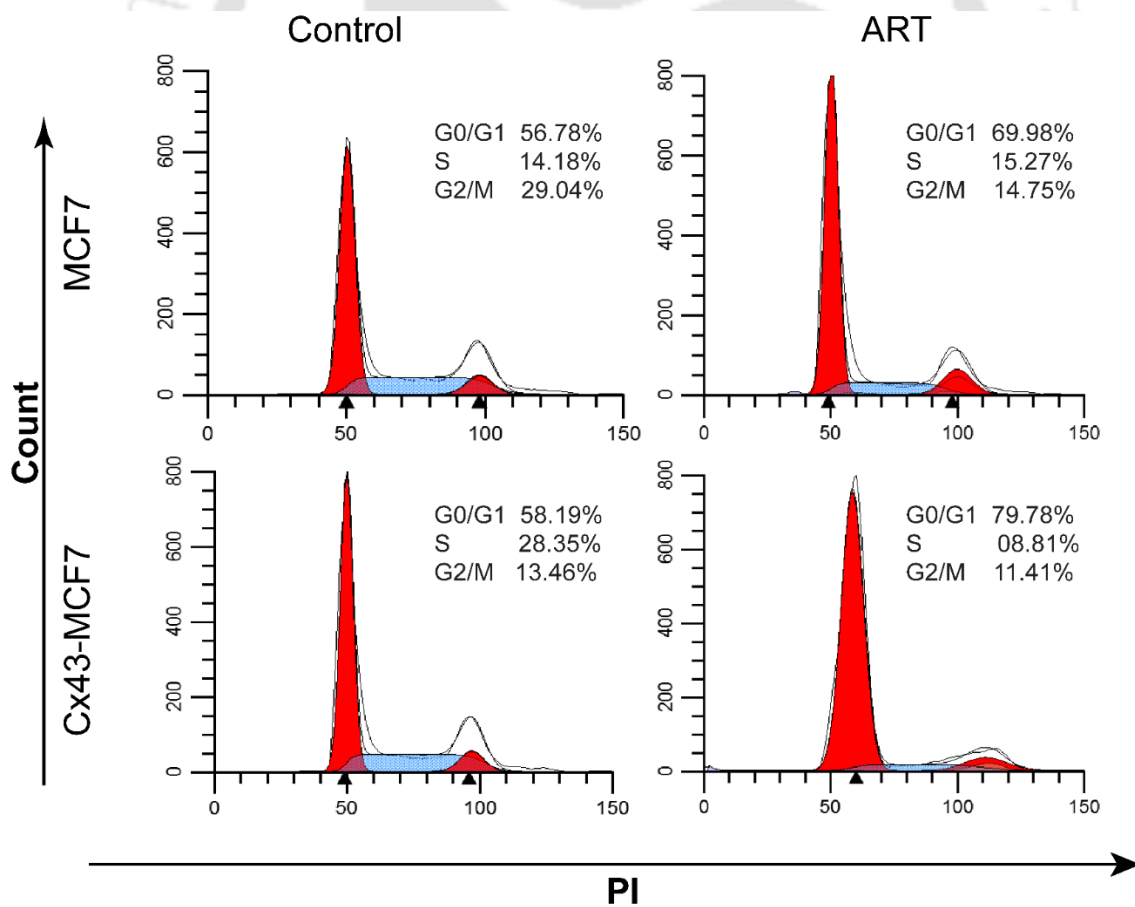 Control
ART
MCF7
Cx43-MCF7
Count
800
600
400
200
0
0 50 100 150
G0/G1 56.78%
S 14.18%
G2/M 29.04%
800
600
400
200
0
0 50 100 150
G0/G1 69.98%
S 15.27%
G2/M 14.75%
800
600
400
200
0
0 50 100 150
G0/G1 58.19%
S 28.35%
G2/M 13.46%
800
600
400
200
0
0 50 100 150
G0/G1 79.78%
S 08.81%
G2/M 11.41%
PI